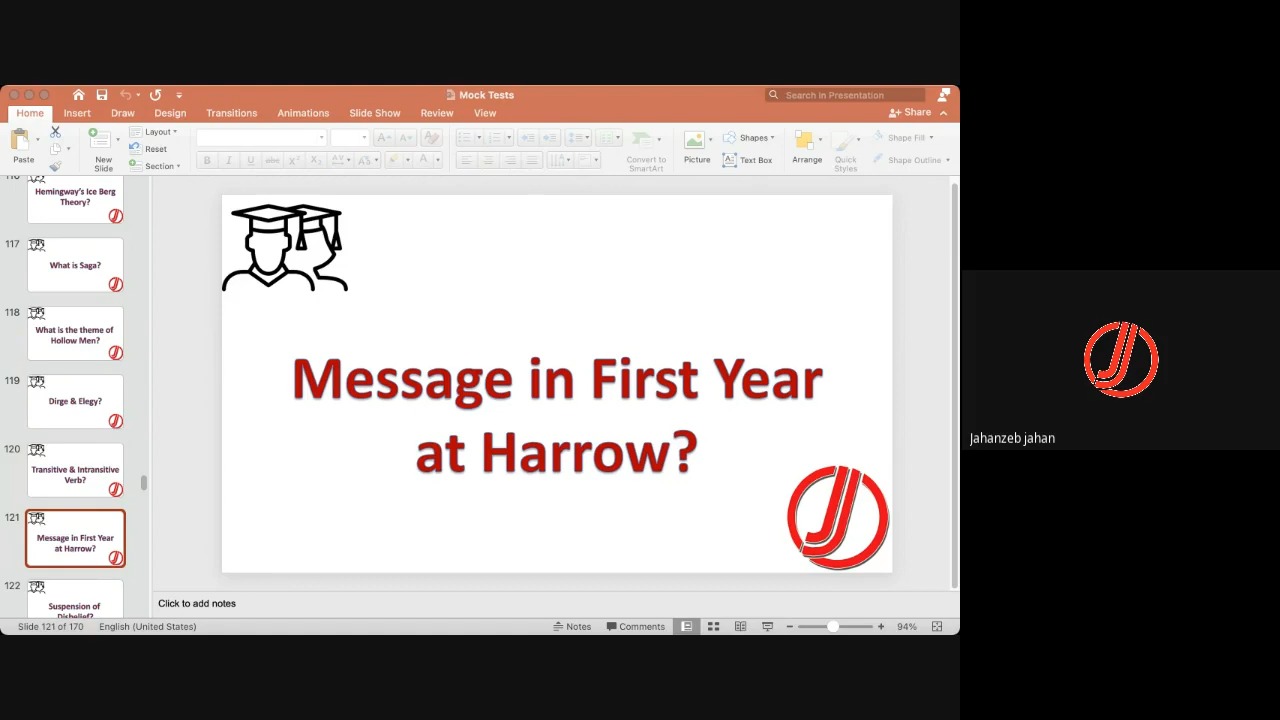 Mock Tests
Search in Presentation
Home
Insert
Draw
Design
Transitions
Animations
Slide Show
Review
View
Share
Paste
New
Slide
Layout
Reset
Section
Convert to
SmartArt
Picture
Shapes
Text Box
Arrange
Quick
Styles
Shape Fill
Shape Outline
Hemingway's Ice Berg
Theory?
117
What is Saga?
118
What is the theme of
Hollow Men?
119
Dirge & Elegy?
120
Transitive & Intransitive
Verb?
121
Message in First Year
at Harrow?
122
Suspension of
Disbelief?
Message in First Year
at Harrow?
Click to add notes
Slide 121 of 170
English (United States)
Notes
Comments
94%
Jahanzeb jahan